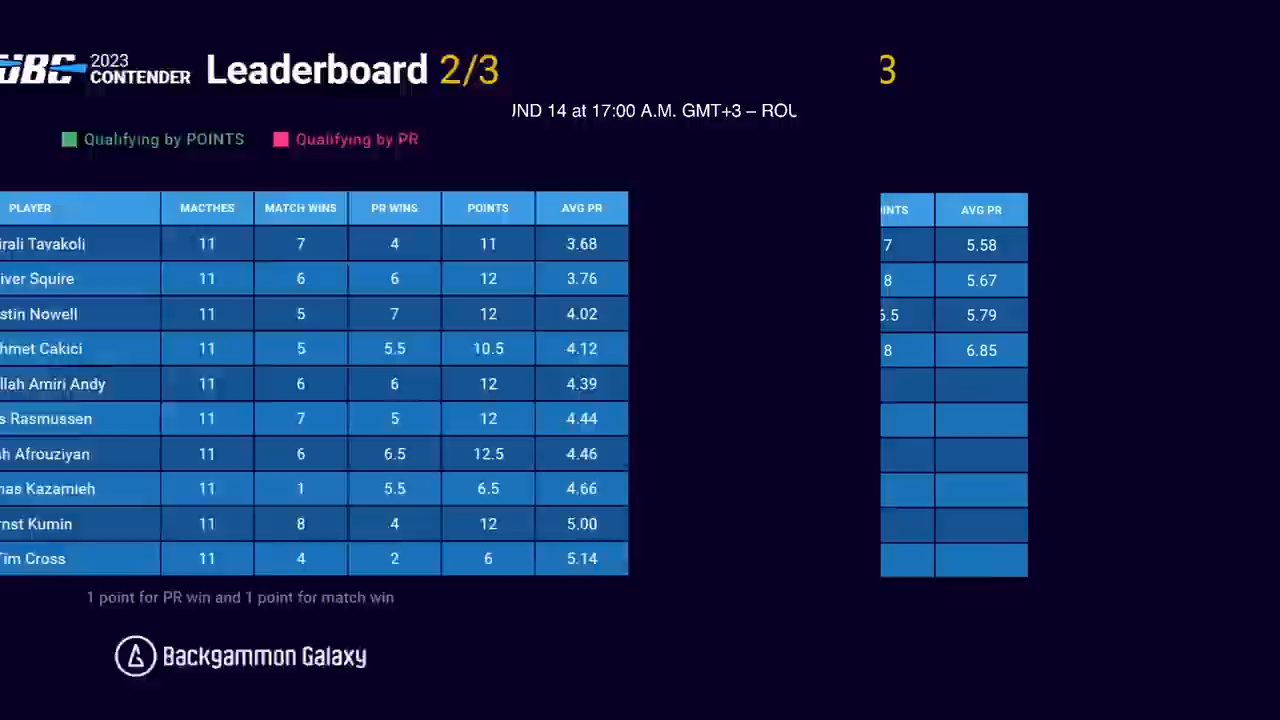 UBC 2023 CONTENDER Leaderboard 2/3 3
UND 14 at 17:00 A.M. GMT+3 – ROU
Qualifying by POINTS Qualifying by PR
PLAYER MACTHES MATCH WINS PR WINS POINTS AVG PR INTS AVG PR
irali Tavakoli 11 7 4 11 3.68 7 5.58
iver Squire 11 6 6 12 3.76 8 5.67
stin Nowell 11 5 7 12 4.02 6.5 5.79
hmet Cakici 11 5 5.5 10.5 4.12 8 6.85
llah Amiri Andy 11 6 6 12 4.39
s Rasmussen 11 7 5 12 4.44
sh Afrouziyan 11 6 6.5 12.5 4.46
nas Kazamieh 11 1 5.5 6.5 4.66
rnst Kumin 11 8 4 12 5.00
Tim Cross 11 4 2 6 5.14
1 point for PR win and 1 point for match win
Backgammon Galaxy